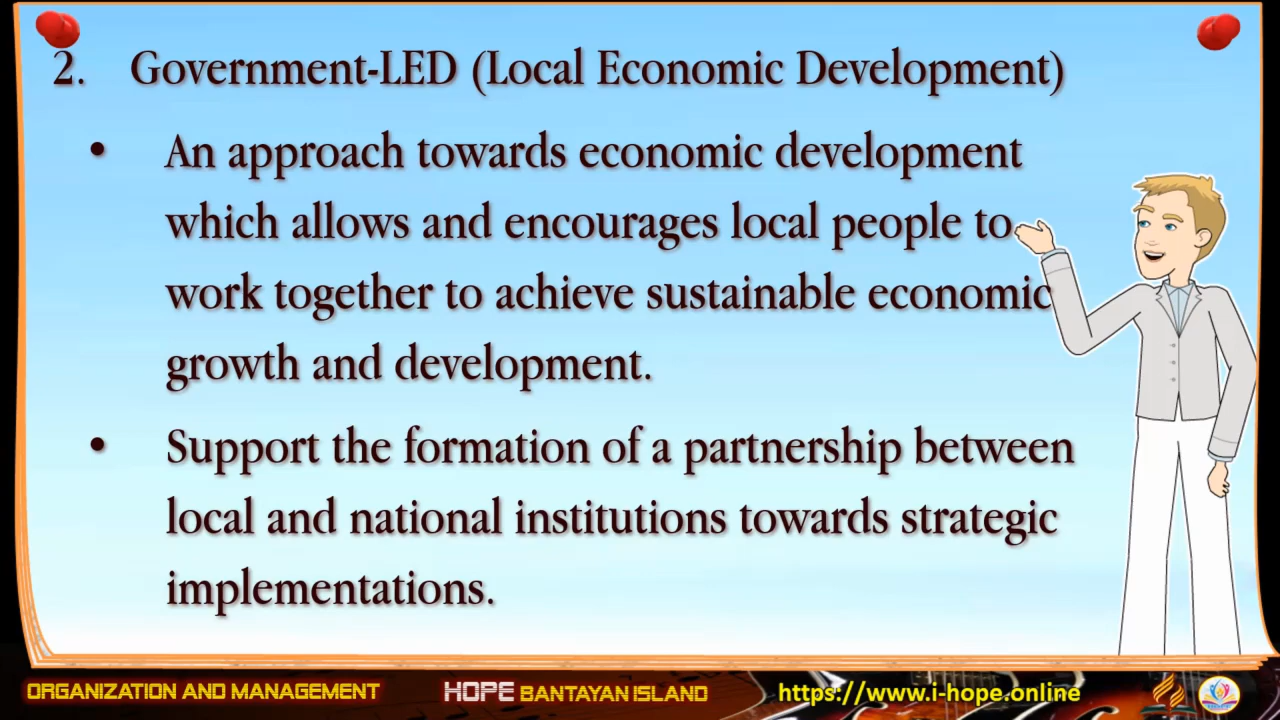 2. Government-LED (Local Economic Development)
• An approach towards economic development
which allows and encourages local people to
work together to achieve sustainable economic
growth and development.
• Support the formation of a partnership between
local and national institutions towards strategic
implementations.
ORGANIZATION AND MANAGEMENT HOPE BANTAYAN ISLAND https://www.i-hope.online